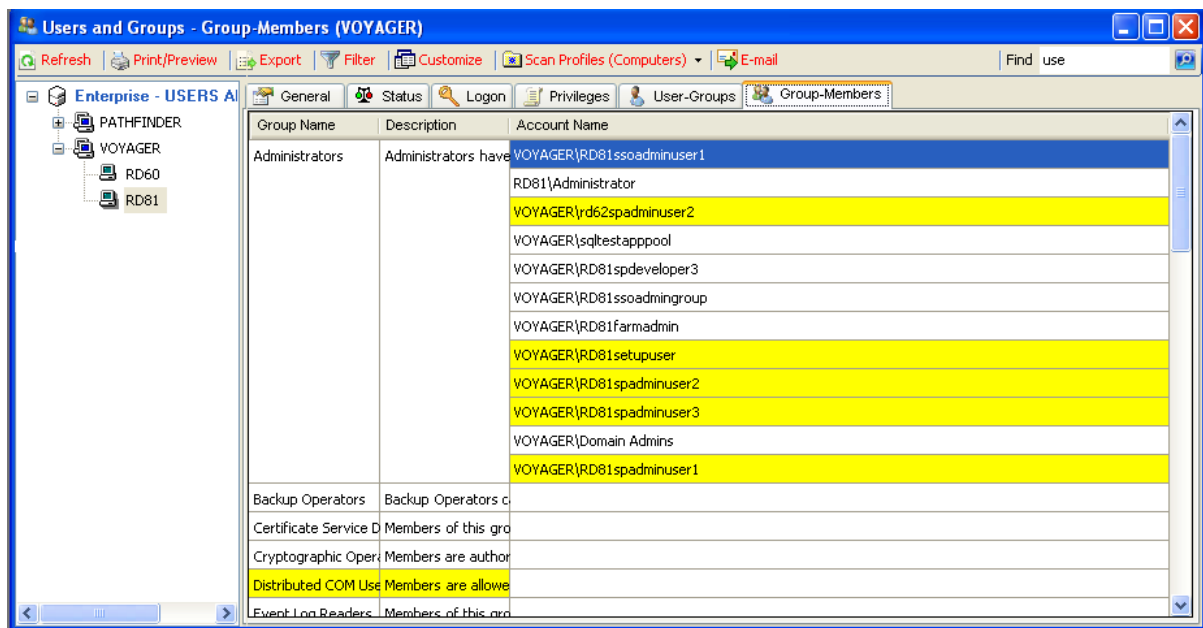 Users and Groups - Group-Members (VOYAGER)
Refresh Print/Preview Export Filter Customize Scan Profiles (Computers) E-mail Find use
Enterprise - USERS Al
PATHFINDER
VOYAGER
RD60
RD81
General Status Logon Privileges User-Groups Group-Members
Group Name Description Account Name
Administrators Administrators have VOYAGER\RD81ssoadminuser1
RD81\Administrator
VOYAGER\rd62spadminuser2
VOYAGER\sqltestapppool
VOYAGER\RD81spdeveloper3
VOYAGER\RD81ssoadmingroup
VOYAGER\RD81farmadmin
VOYAGER\RD81setupuser
VOYAGER\RD81spadminuser2
VOYAGER\RD81spadminuser3
VOYAGER\Domain Admins
VOYAGER\RD81spadminuser1
Backup Operators Backup Operators c
Certificate Service D Members of this gro
Cryptographic Opera Members are author
Distributed COM Use Members are allowe
Event Log Readers Members of this gro